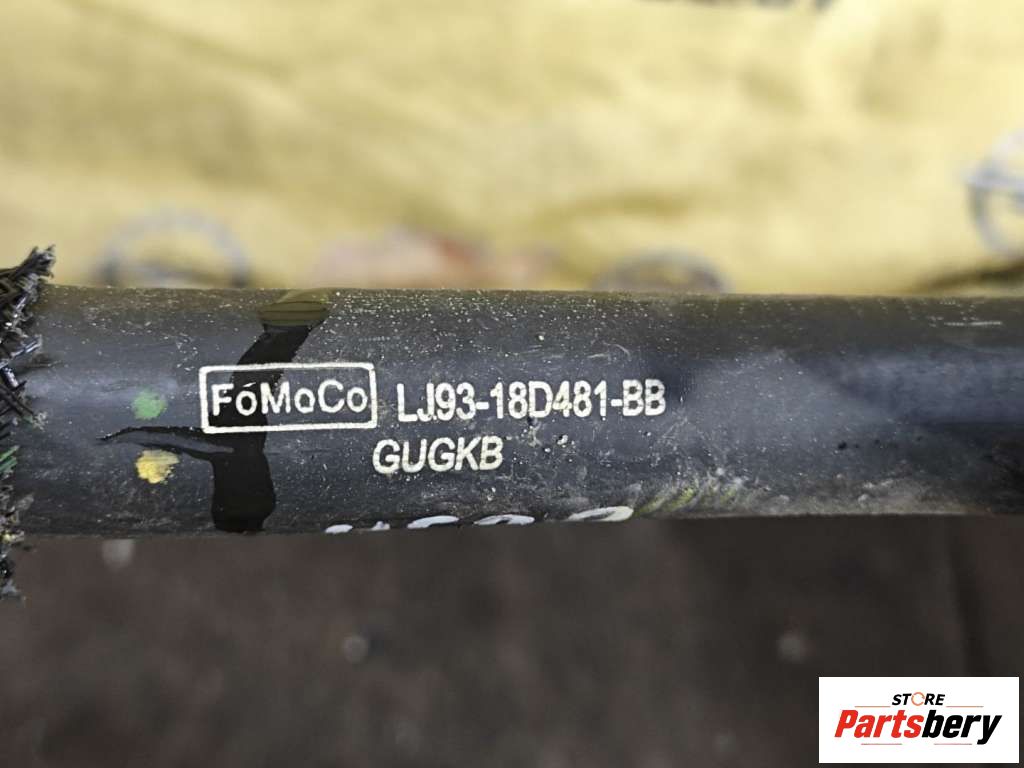 FoMoCo LJ93-18D481-BB
GUGKB
STORE
Partsbery